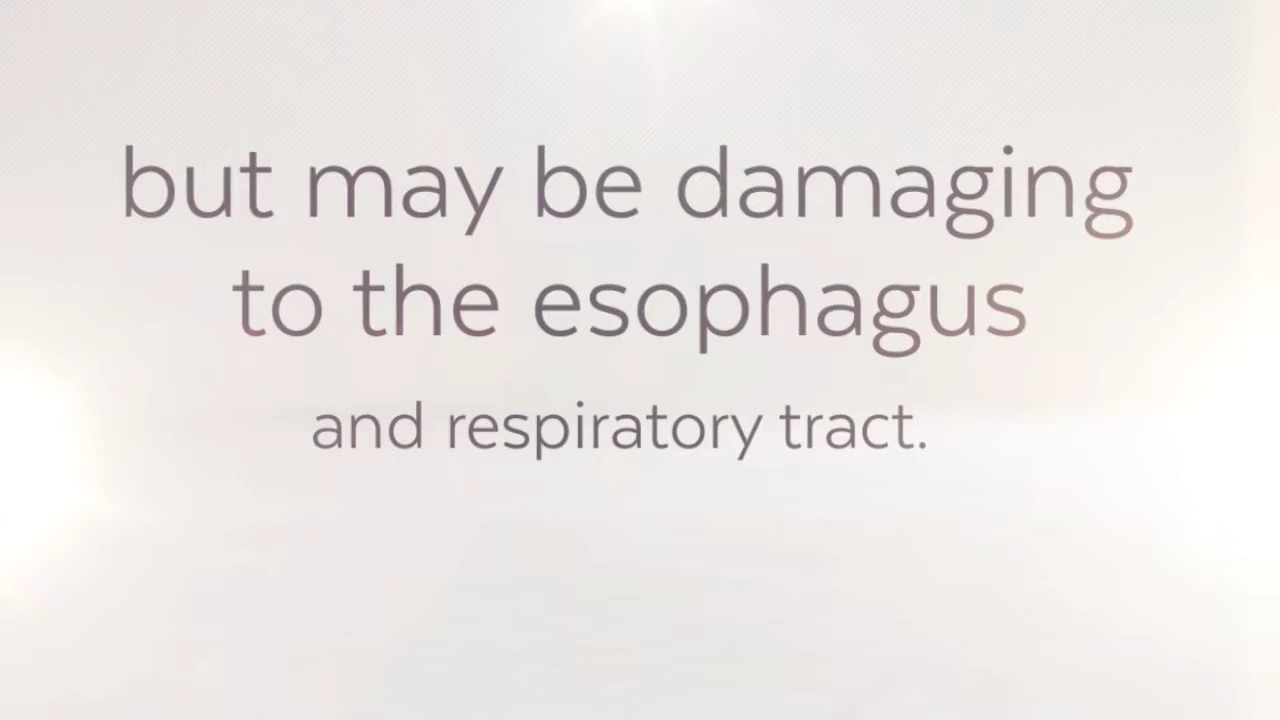 but may be damaging
to the esophagus
and respiratory tract.